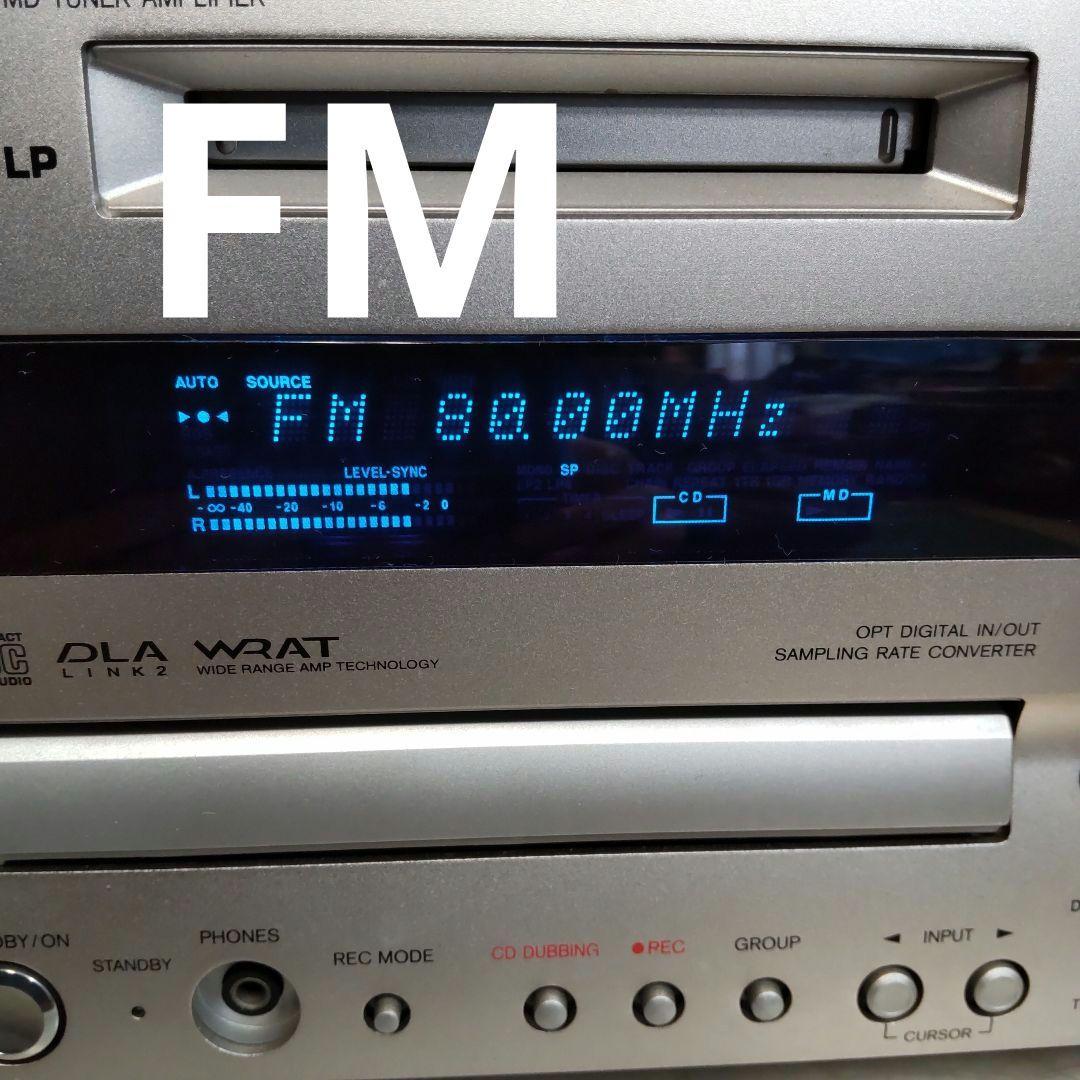 MD TUNER AMPLIFIER
LP
FM
AUTO SOURCE
FM 80.00MHz
LEVEL-SYNC
SP
L
-∞ -40 -20 -10 -6 -2 0
R
CD
MD
DLA
LINK2
WRAT
WIDE RANGE AMP TECHNOLOGY
OPT DIGITAL IN/OUT
SAMPLING RATE CONVERTER
STANDBY
PHONES
REC MODE
CD DUBBING
●REC
GROUP
◄ INPUT ►
CURSOR